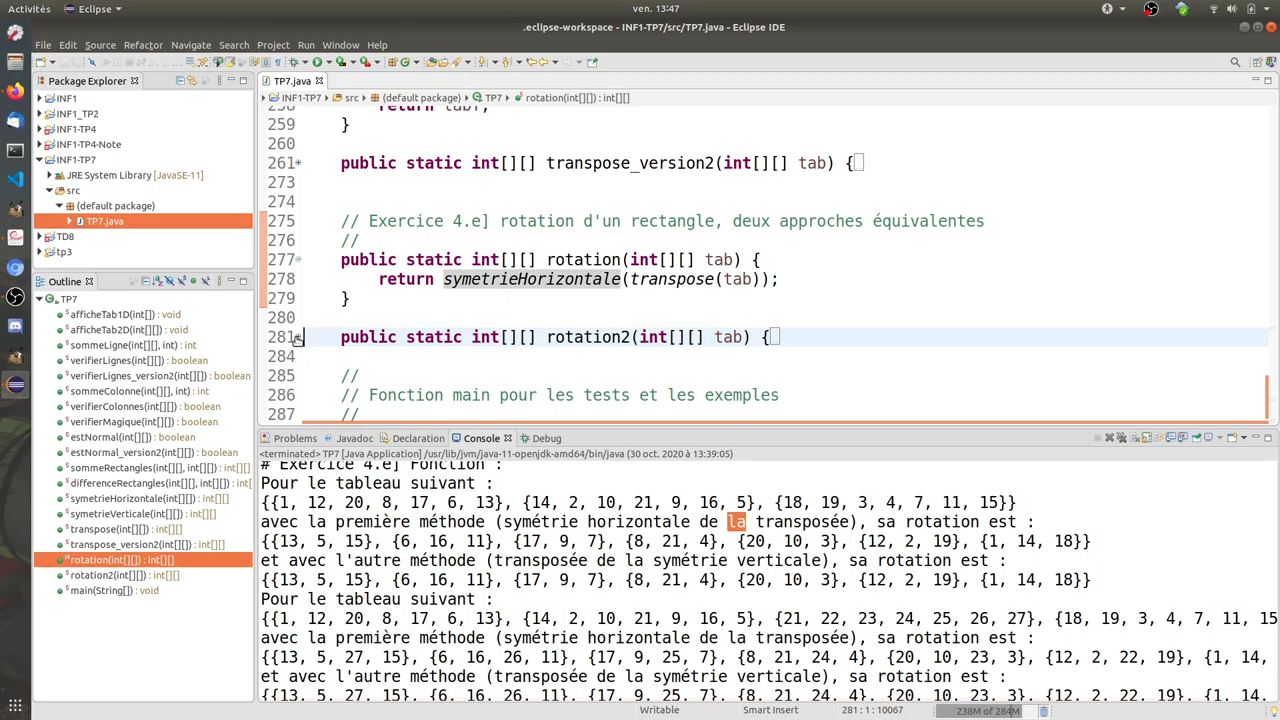 Activités Eclipse ven. 13:47
.eclipse-workspace - INF1-TP7/src/TP7.java - Eclipse IDE
File Edit Source Refactor Navigate Search Project Run Window Help
Package Explorer
INF1
INF1_TP2
INF1-TP4
INF1-TP4-Note
INF1-TP7
JRE System Library [JavaSE-11]
src
(default package)
TP7.java
TD8
tp3
Outline
TP7
afficheTab1D(int[]) : void
afficheTab2D(int[][]) : void
sommeLigne(int[][], int) : int
verifierLignes(int[][]) : boolean
verifierLignes_version2(int[][]) : boolean
sommeColonne(int[][], int) : int
verifierColonnes(int[][]) : boolean
verifierMagique(int[][]) : boolean
estNormal(int[][]) : boolean
estNormal_version2(int[][]) : boolean
sommeRectangles(int[][], int[][]) : int[][]
differenceRectangles(int[][], int[][]) : int[][]
symetrieHorizontale(int[][]) : int[][]
symetrieVerticale(int[][]) : int[][]
transpose(int[][]) : int[][]
transpose_version2(int[][]) : int[][]
rotation(int[][]) : int[][]
rotation2(int[][]) : int[][]
main(String[]) : void
TP7.java
INF1-TP7 src (default package) TP7 rotation(int[][]) : int[][]
258 return tab1;
259 }
260
261 public static int[][] transpose_version2(int[][] tab) {
273
274
275 // Exercice 4.e] rotation d'un rectangle, deux approches équivalentes
276 //
277 public static int[][] rotation(int[][] tab) {
278 return symetrieHorizontale(transpose(tab));
279 }
280
281 public static int[][] rotation2(int[][] tab) {
284
285 //
286 // Fonction main pour les tests et les exemples
287 //
Problems Javadoc Declaration Console Debug
<terminated> TP7 [Java Application] /usr/lib/jvm/java-11-openjdk-amd64/bin/java (30 oct. 2020 à 13:39:05)
# Exercice 4.e] Fonction :
Pour le tableau suivant :
{{1, 12, 20, 8, 17, 6, 13}, {14, 2, 10, 21, 9, 16, 5}, {18, 19, 3, 4, 7, 11, 15}}
avec la première méthode (symétrie horizontale de la transposée), sa rotation est :
{{13, 5, 15}, {6, 16, 11}, {17, 9, 7}, {8, 21, 4}, {20, 10, 3}, {12, 2, 19}, {1, 14, 18}}
et avec l'autre méthode (transposée de la symétrie verticale), sa rotation est :
{{13, 5, 15}, {6, 16, 11}, {17, 9, 7}, {8, 21, 4}, {20, 10, 3}, {12, 2, 19}, {1, 14, 18}}
Pour le tableau suivant :
{{1, 12, 20, 8, 17, 6, 13}, {14, 2, 10, 21, 9, 16, 5}, {21, 22, 23, 24, 25, 26, 27}, {18, 19, 3, 4, 7, 11, 15
avec la première méthode (symétrie horizontale de la transposée), sa rotation est :
{{13, 5, 27, 15}, {6, 16, 26, 11}, {17, 9, 25, 7}, {8, 21, 24, 4}, {20, 10, 23, 3}, {12, 2, 22, 19}, {1, 14,
et avec l'autre méthode (transposée de la symétrie verticale), sa rotation est :
{{13, 5, 27, 15}, {6, 16, 26, 11}, {17, 9, 25, 7}, {8, 21, 24, 4}, {20, 10, 23, 3}, {12, 2, 22, 19}, {1, 14,
Writable Smart Insert 281 : 1 : 10067 238M of 284M